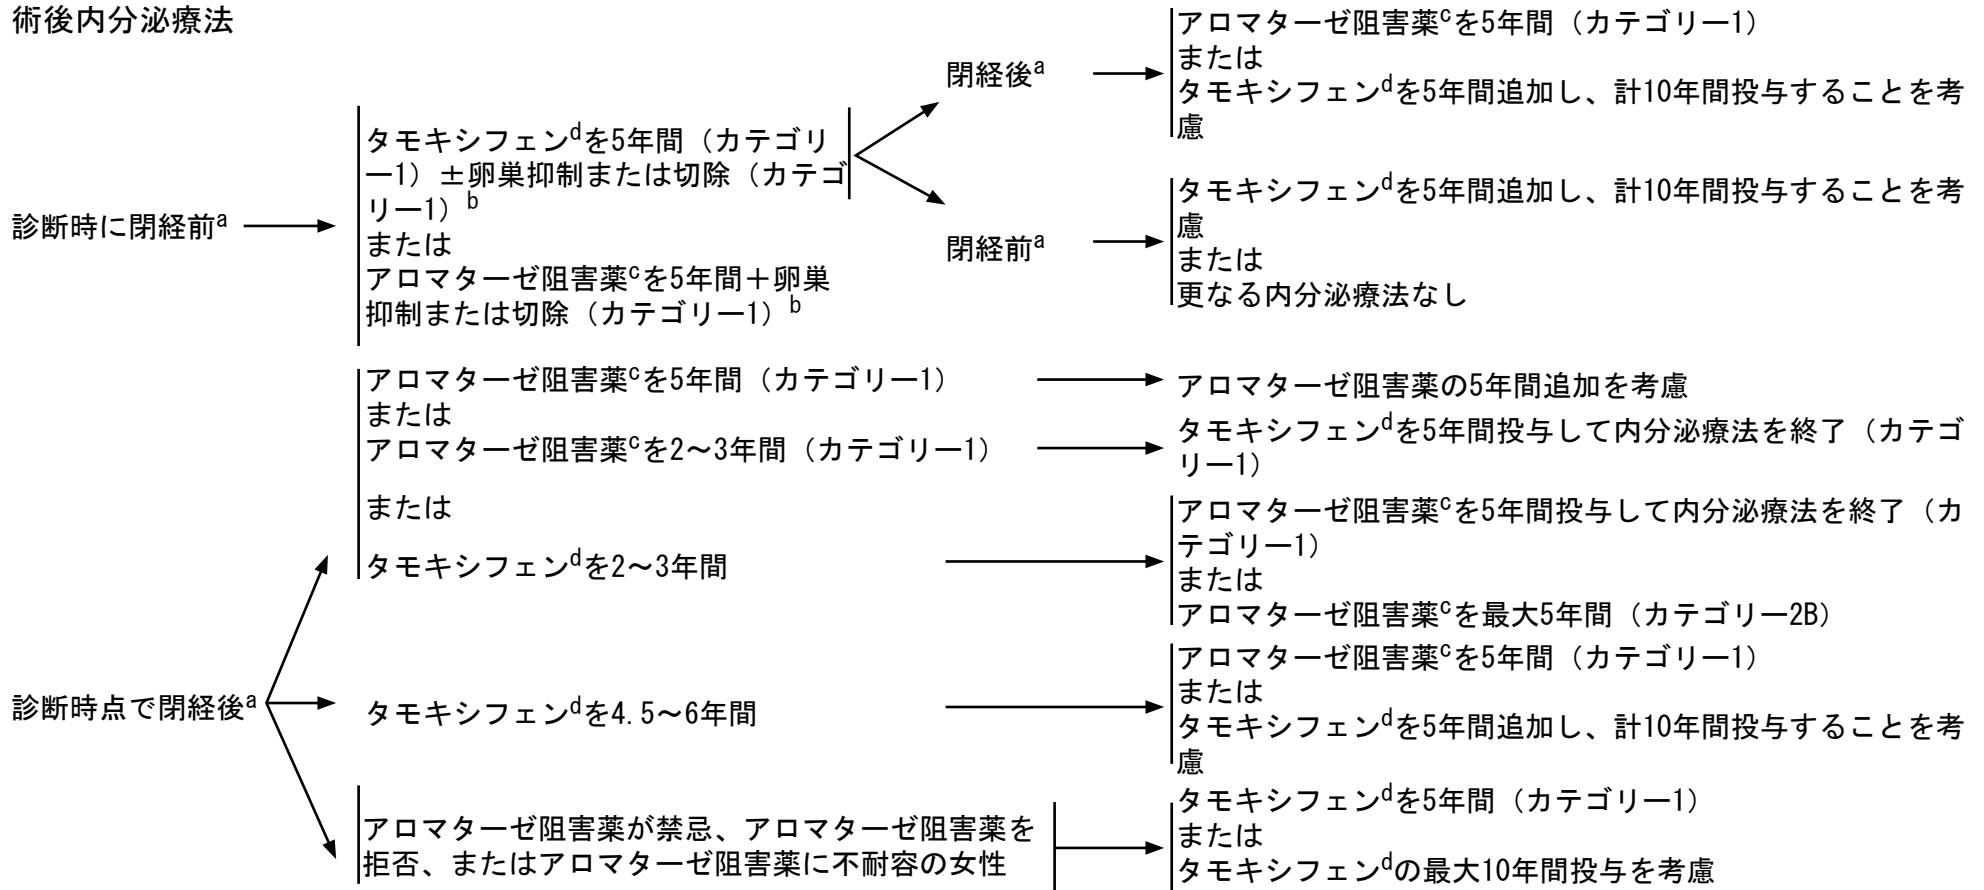 術後内分泌療法
診断時に閉経前a
タモキシフェンdを5年間（カテゴリ
ー1）±卵巣抑制または切除（カテゴ
リー1）b
または
アロマターゼ阻害薬cを5年間＋卵巣
抑制または切除（カテゴリー1）b
閉経後a
アロマターゼ阻害薬cを5年間（カテゴリー1）
または
タモキシフェンdを5年間追加し、計10年間投与することを考
慮
閉経前a
タモキシフェンdを5年間追加し、計10年間投与することを考
慮
または
更なる内分泌療法なし
診断時点で閉経後a
アロマターゼ阻害薬cを5年間（カテゴリー1）
アロマターゼ阻害薬の5年間追加を考慮
または
アロマターゼ阻害薬cを2～3年間（カテゴリー1）
タモキシフェンdを5年間投与して内分泌療法を終了（カテゴ
リー1）
または
タモキシフェンdを2～3年間
アロマターゼ阻害薬cを5年間投与して内分泌療法を終了（カ
テゴリー1）
または
アロマターゼ阻害薬cを最大5年間（カテゴリー2B）
タモキシフェンdを4.5～6年間
アロマターゼ阻害薬cを5年間（カテゴリー1）
または
タモキシフェンdを5年間追加し、計10年間投与することを考
慮
アロマターゼ阻害薬が禁忌、アロマターゼ阻害薬を
拒否、またはアロマターゼ阻害薬に不耐容の女性
タモキシフェンdを5年間（カテゴリー1）
または
タモキシフェンdの最大10年間投与を考慮